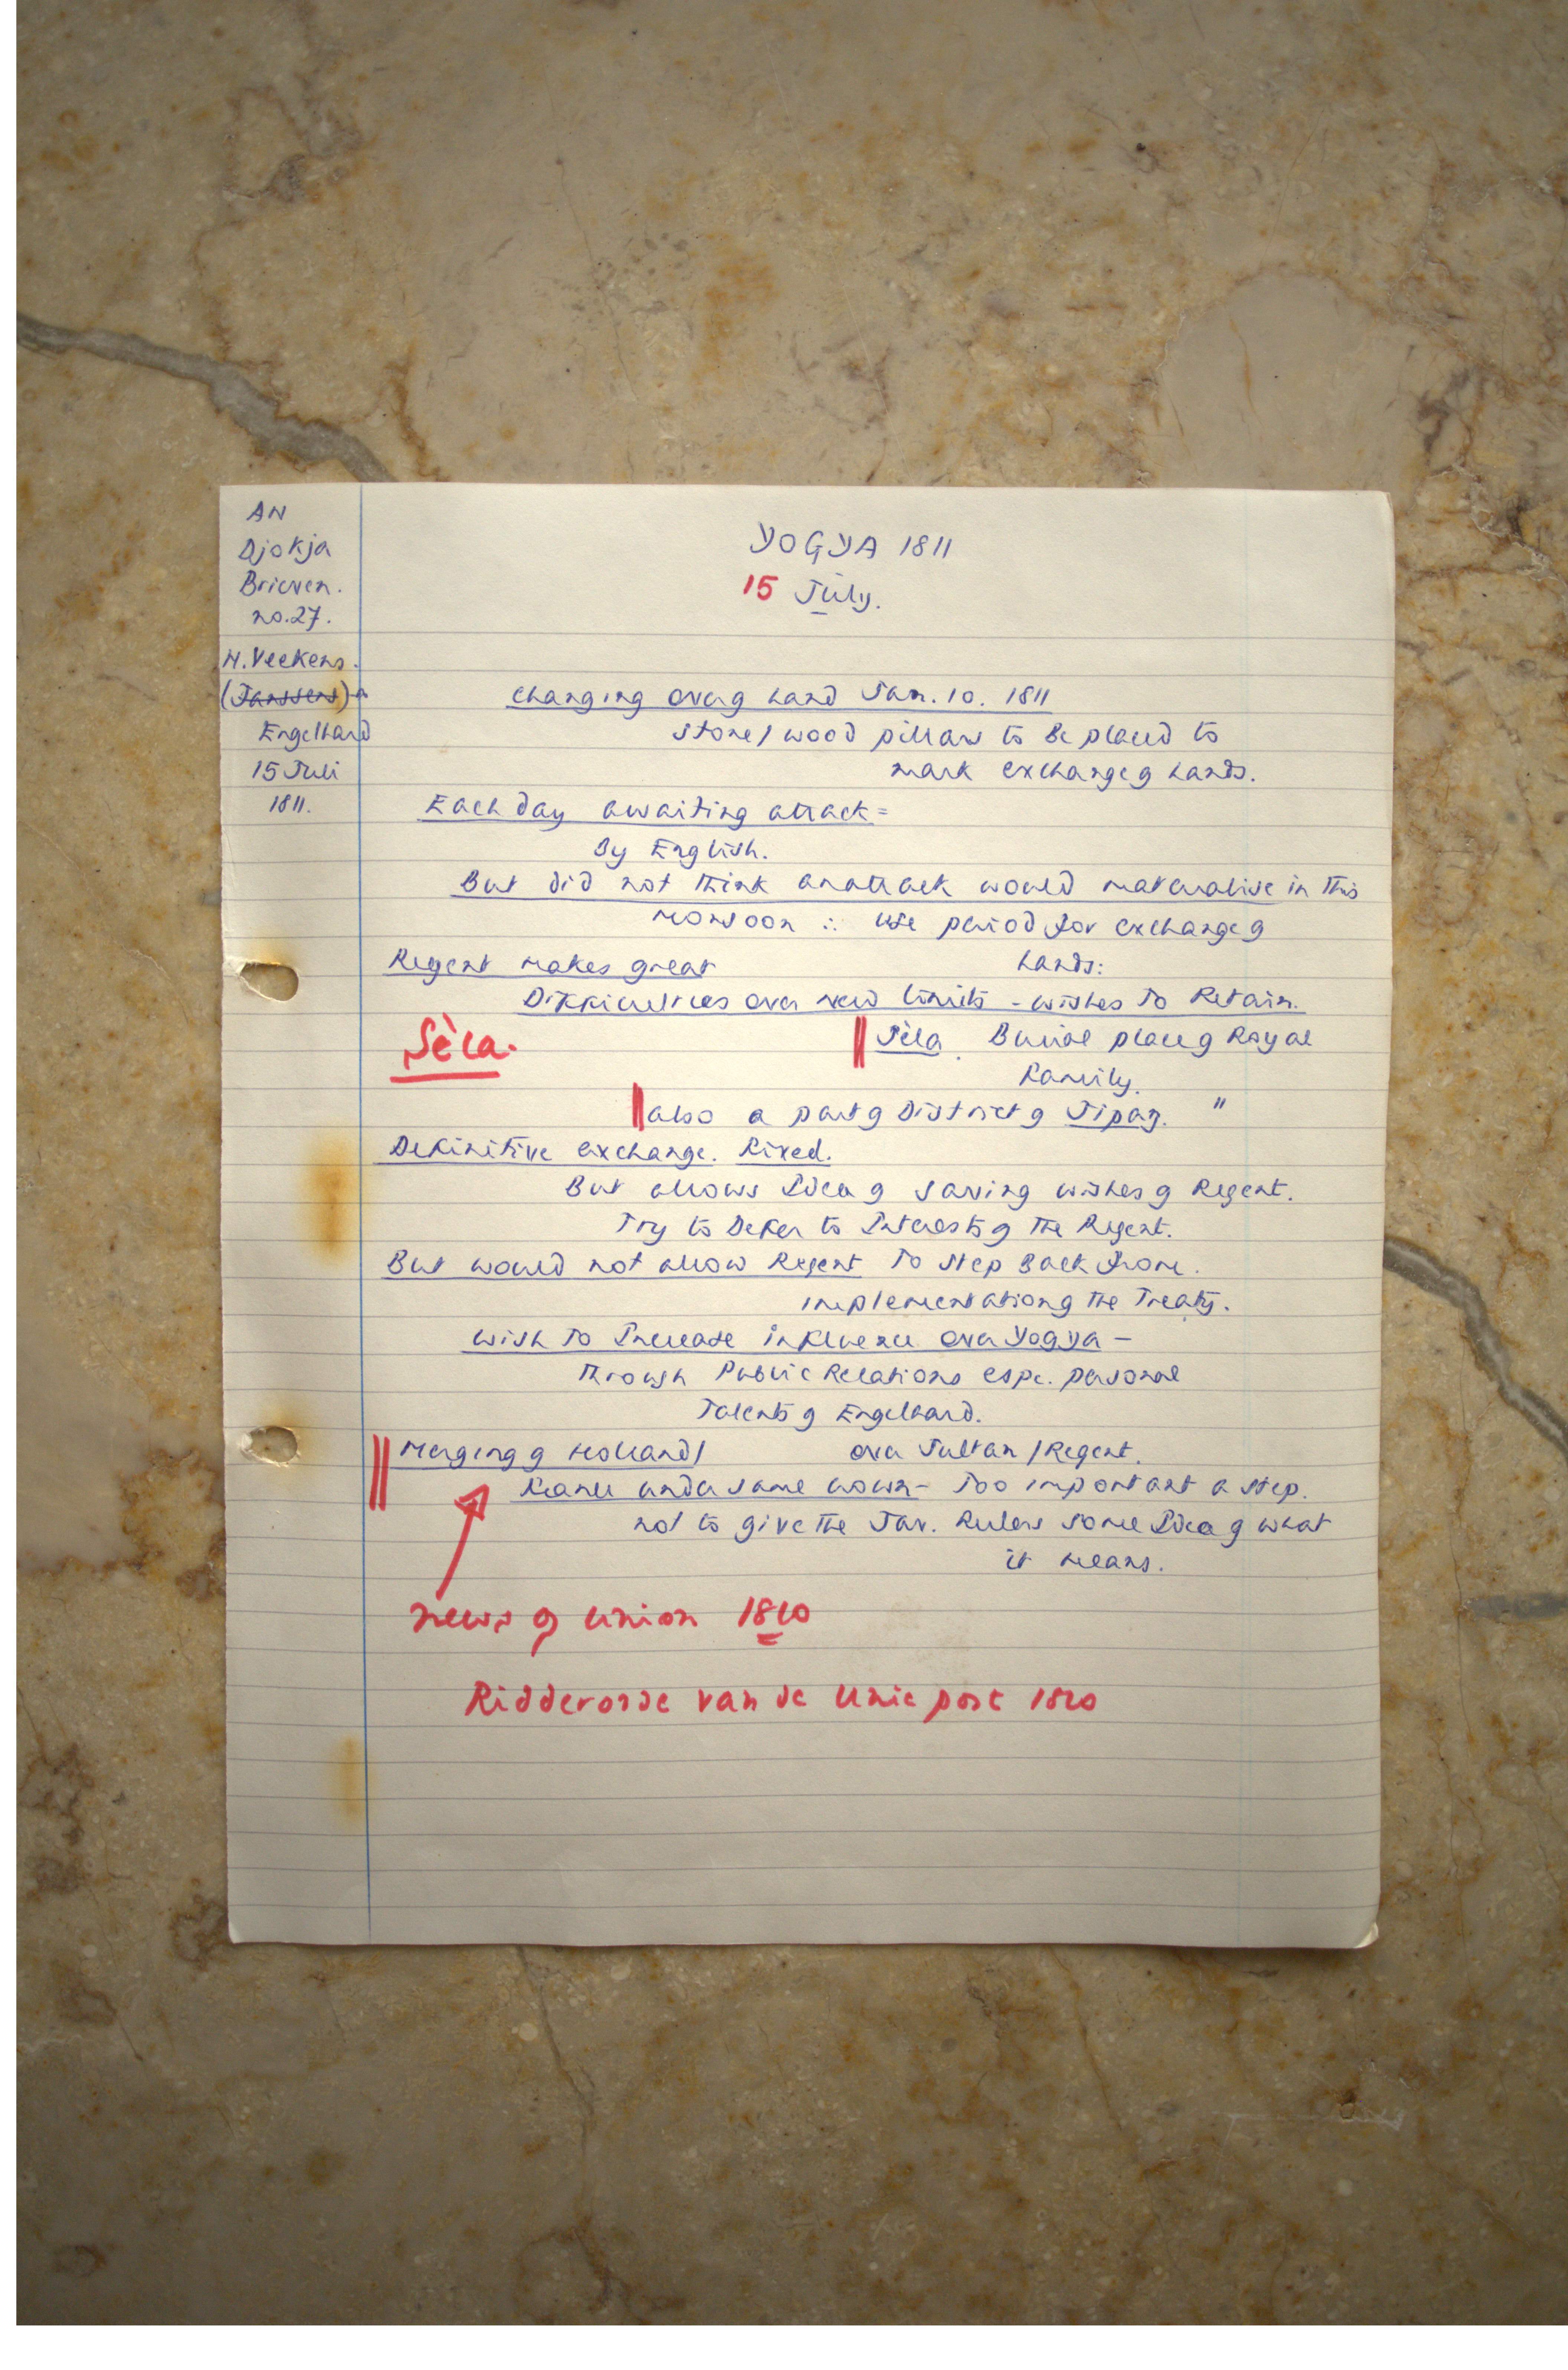 AN
Djokja
Brieven.
no.27.
H. Veekens.
(Janssens) - a
Engelhard
15 Juli
1811.
YOGYA 1811
15 July.
Changing over of land Jan. 10. 1811
Stone / wood pillars to be placed to
mark exchange of lands.
Each day awaiting attack =
By English.
But did not think an attack would materialise in this
monsoon ∴ use period for exchange of
lands:
Regent makes great
Difficulties over new limits - wishes to Retain.
Sèla.
Sèla. Burial place of Royal
Family.
also a part of District of Jipang. "
Definitive exchange. Fixed.
But allows Idea of saving wishes of Regent.
Try to Defer to Interests of the Regent.
But would not allow Regent to step Back from.
implementation of the Treaty.
Wish to Increase influence over Yogya —
Through Public Relations espc. personal
Talents of Engelhard.
over Sultan / Regent.
Merging of Holland /
France under same crown - Too important a step.
not to give the Jav. Rulers some Idea of what
it means.
news of Union 1810
Ridderorde van de Unie post 1810